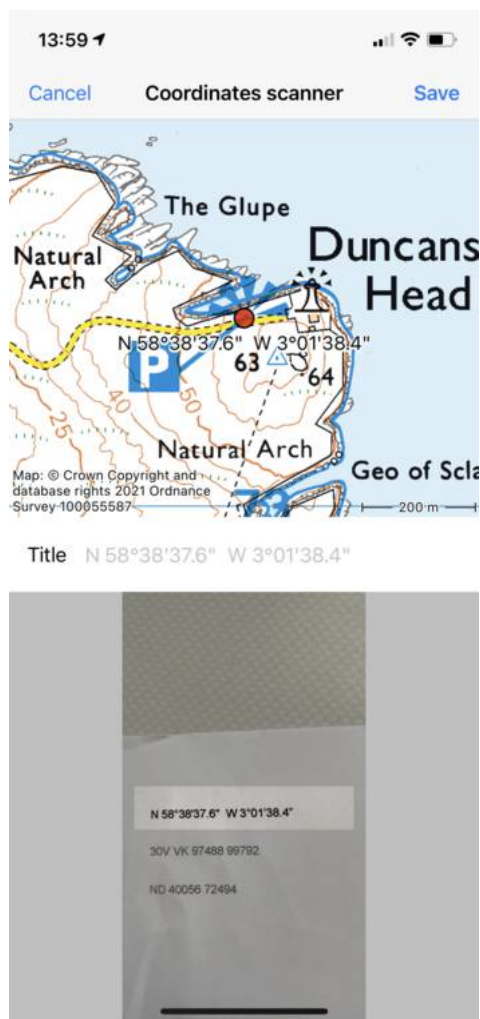 13:59
Cancel Coordinates scanner Save
The Glupe
Duncans
Head
Natural
Arch
N 58°38'37.6" W 3°01'38.4"
P
63
64
50
40
25
Natural Arch
Geo of Scla
Map: © Crown Copyright and
database rights 2021 Ordnance
Survey 100055587
200 m
Title N 58°38'37.6" W 3°01'38.4"
N 58°38'37.6" W 3°01'38.4"
30V VK 97488 99792
ND 40056 72494